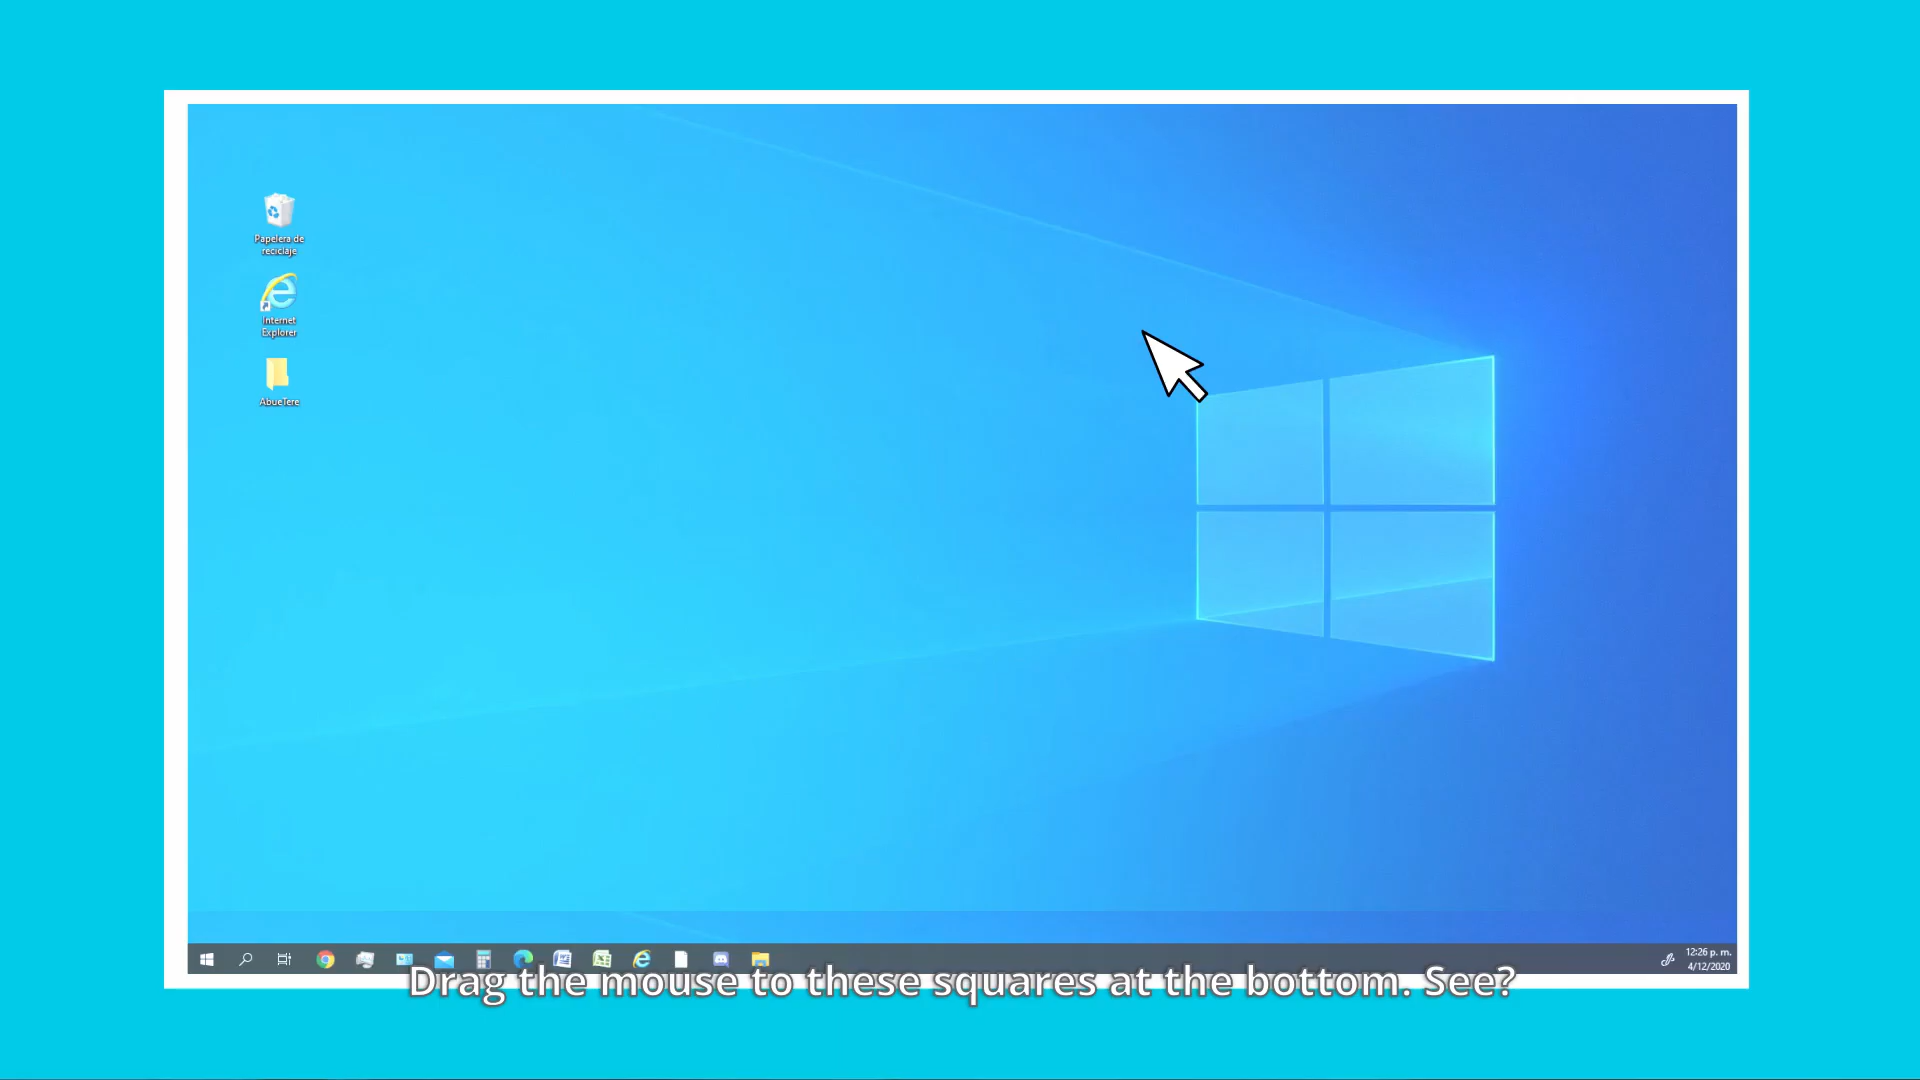 Papelera de
reciclaje
Internet
Explorer
AbueTere
12:26 p. m.
4/12/2020
Drag the mouse to these squares at the bottom. See?